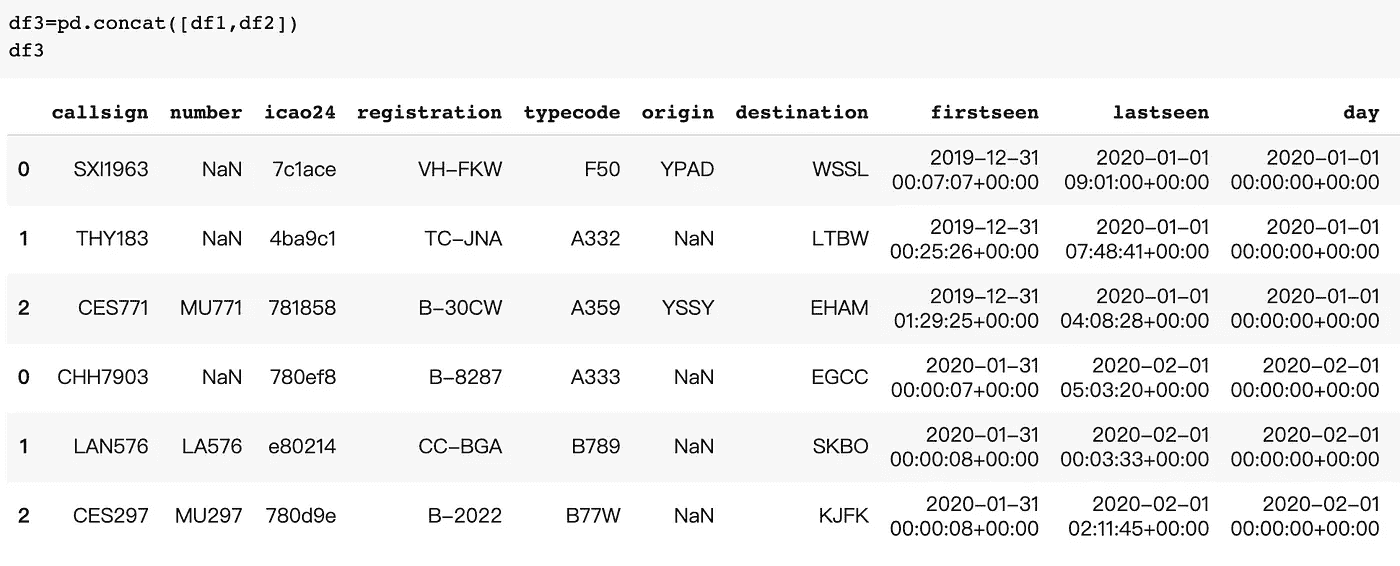 df3=pd.concat([df1,df2])
df3
callsign number icao24 registration typecode origin destination firstseen lastseen day
0 SXI1963 NaN 7c1ace VH-FKW F50 YPAD WSSL 2019-12-31 00:07:07+00:00 2020-01-01 09:01:00+00:00 2020-01-01 00:00:00+00:00
1 THY183 NaN 4ba9c1 TC-JNA A332 NaN LTBW 2019-12-31 00:25:26+00:00 2020-01-01 07:48:41+00:00 2020-01-01 00:00:00+00:00
2 CES771 MU771 781858 B-30CW A359 YSSY EHAM 2019-12-31 01:29:25+00:00 2020-01-01 04:08:28+00:00 2020-01-01 00:00:00+00:00
0 CHH7903 NaN 780ef8 B-8287 A333 NaN EGCC 2020-01-31 00:00:07+00:00 2020-02-01 05:03:20+00:00 2020-02-01 00:00:00+00:00
1 LAN576 LA576 e80214 CC-BGA B789 NaN SKBO 2020-01-31 00:00:08+00:00 2020-02-01 00:03:33+00:00 2020-02-01 00:00:00+00:00
2 CES297 MU297 780d9e B-2022 B77W NaN KJFK 2020-01-31 00:00:08+00:00 2020-02-01 02:11:45+00:00 2020-02-01 00:00:00+00:00